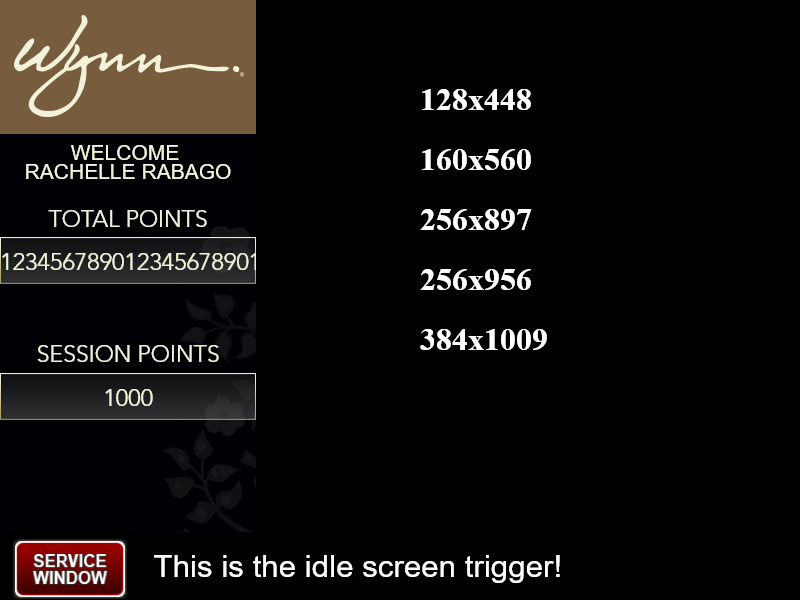 Wynn.
WELCOME
RACHELLE RABAGO
TOTAL POINTS
123456789012345678901
SESSION POINTS
1000
128x448
160x560
256x897
256x956
384x1009
SERVICE
WINDOW
This is the idle screen trigger!